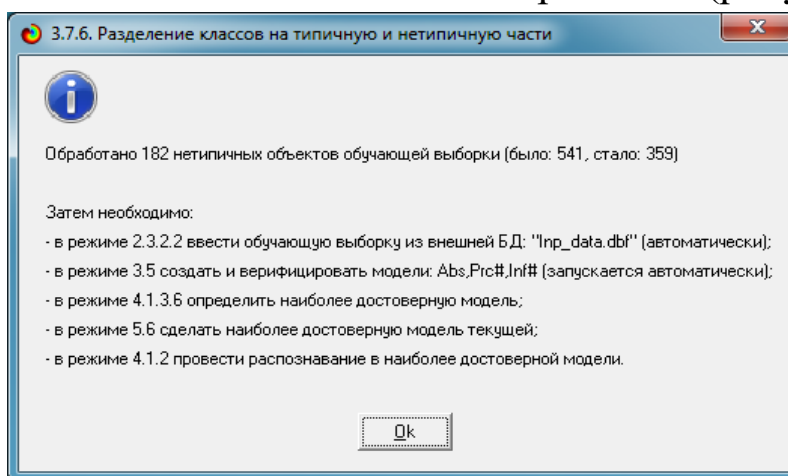 3.7.6. Разделение классов на типичную и нетипичную части
Обработано 182 нетипичных объектов обучающей выборки (было: 541, стало: 359)
Затем необходимо:
- в режиме 2.3.2.2 ввести обучающую выборку из внешней БД: "Inp_data.dbf" (автоматически);
- в режиме 3.5 создать и верифицировать модели: Abs,Prc#,Inf# (запускается автоматически);
- в режиме 4.1.3.6 определить наиболее достоверную модель;
- в режиме 5.6 сделать наиболее достоверную модель текущей;
- в режиме 4.1.2 провести распознавание в наиболее достоверной модели.
Ok